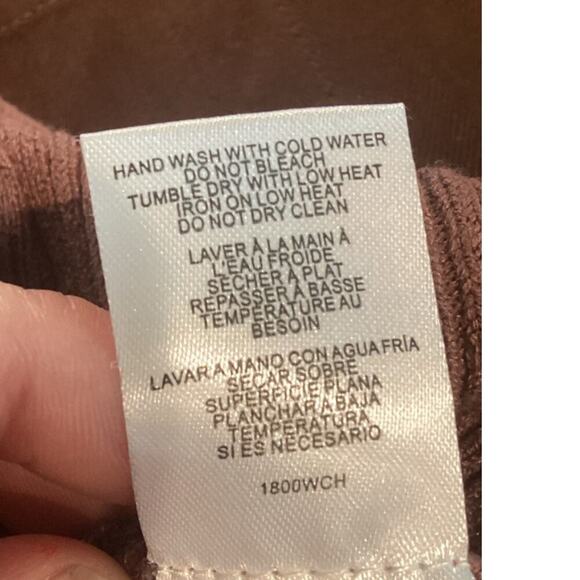 HAND WASH WITH COLD WATER
DO NOT BLEACH
TUMBLE DRY WITH LOW HEAT
IRON ON LOW HEAT
DO NOT DRY CLEAN
LAVER À LA MAIN À
L'EAU FROIDE
SÉCHER À PLAT
REPASSER À BASSE
TEMPÉRATURE AU
BESOIN
LAVAR A MANO CON AGUA FRÍA
SECAR SOBRE
SUPERFICIE PLANA
PLANCHAR A BAJA
TEMPERATURA
SI ES NECESARIO
1800WCH